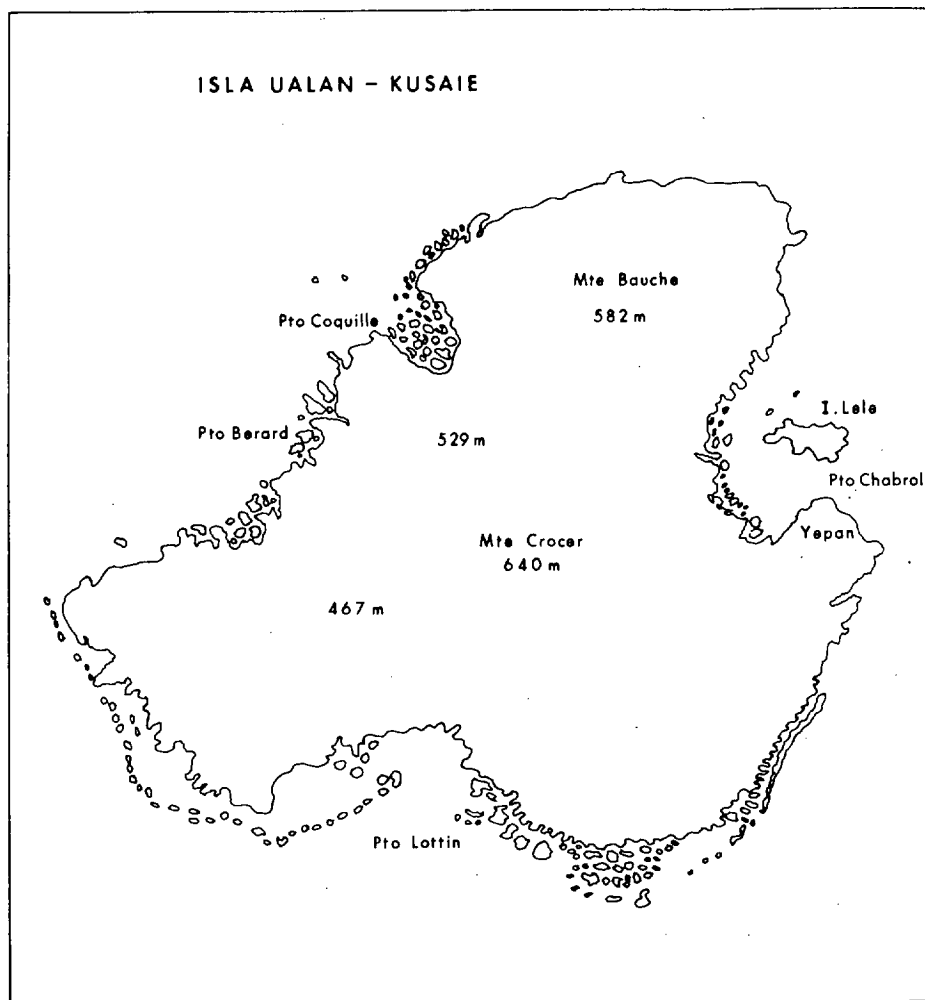 ISLA UALAN – KUSAIE
Mte Bauche
582 m
Pto Coquille
I. Lele
Pto Berard
529 m
Pto Chabrol
Yepan
Mte Crocer
640 m
467 m
Pto Lottin